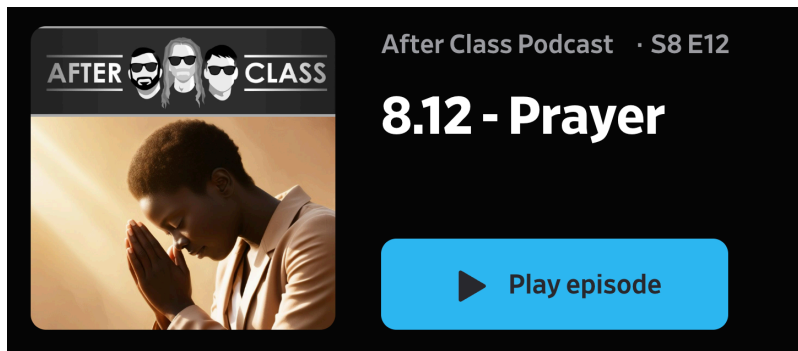 AFTER CLASS
After Class Podcast · S8 E12
8.12 - Prayer
Play episode